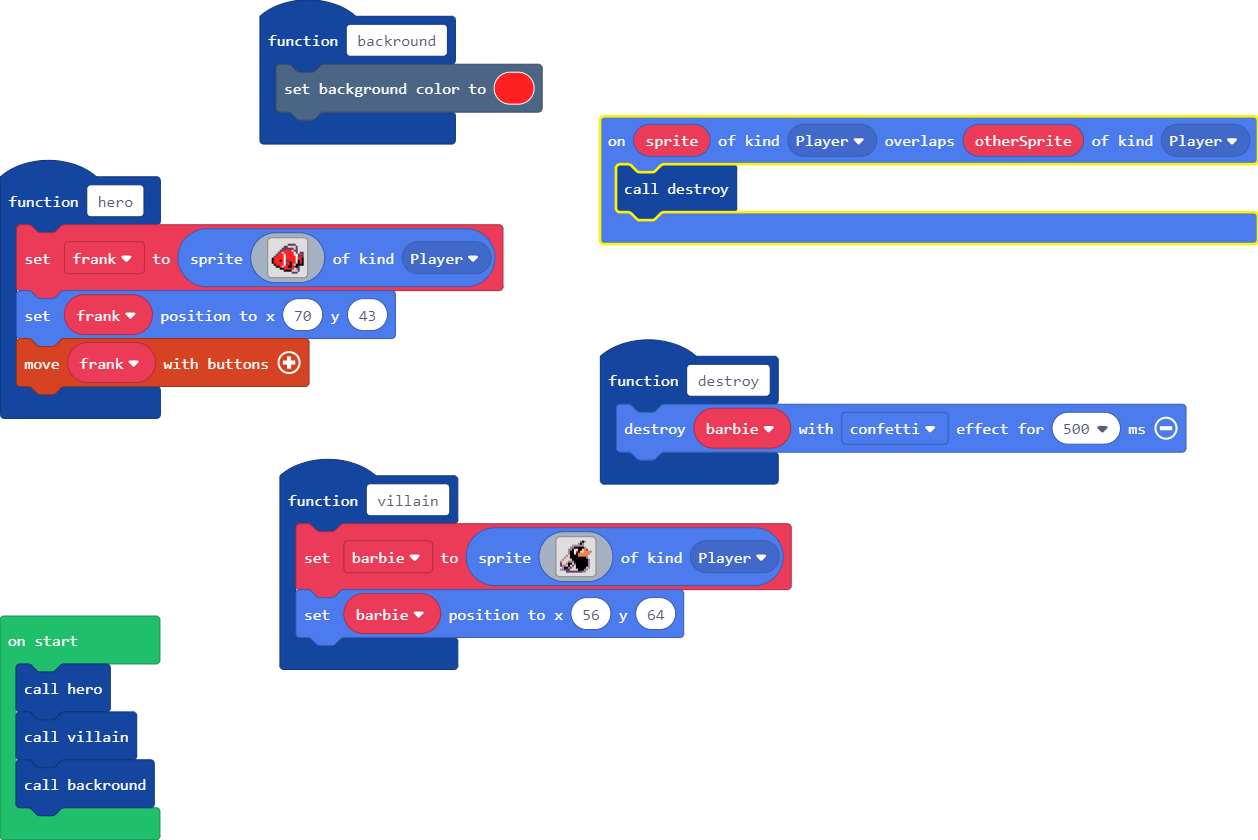 function backround
set background color to
on sprite of kind Player overlaps otherSprite of kind Player
call destroy
function hero
set frank to sprite of kind Player
set frank position to x 70 y 43
move frank with buttons
function destroy
destroy barbie with confetti effect for 500 ms
function villain
set barbie to sprite of kind Player
set barbie position to x 56 y 64
on start
call hero
call villain
call backround